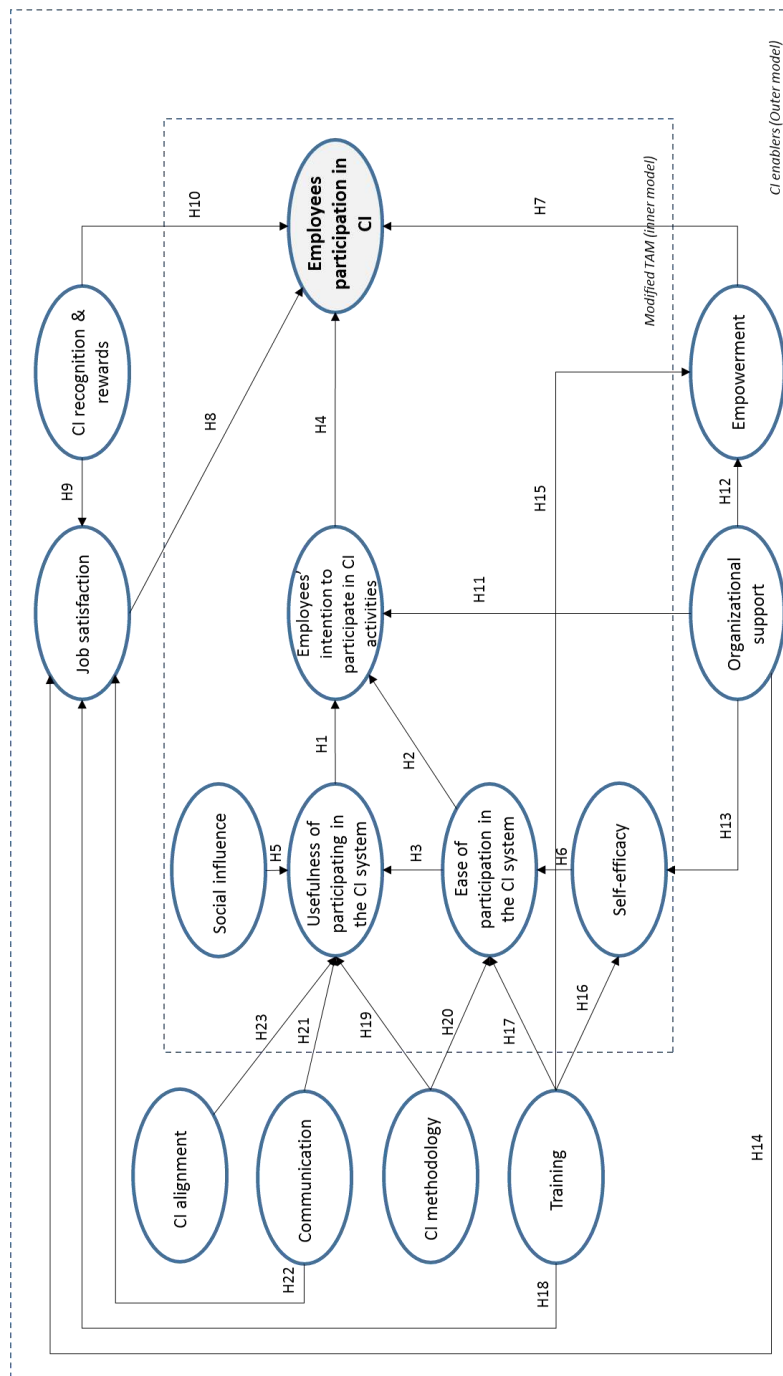 CI enablers (Outer model)
Modified TAM (inner model)
CI recognition &
rewards
H10
H9
Job satisfaction
H8
Employees
participation in
CI
H4
H7
Employees'
intention to
participate in CI
activities
H1
H2
H11
H15
Social influence
H5
Usefulness of
participating in
the CI system
H3
Ease of
participation in
the CI system
H6
Self-efficacy
Empowerment
H12
Organizational
support
H13
H14
CI alignment
H23
Communication
H21
H22
CI methodology
H19
H20
Training
H17
H16
H18